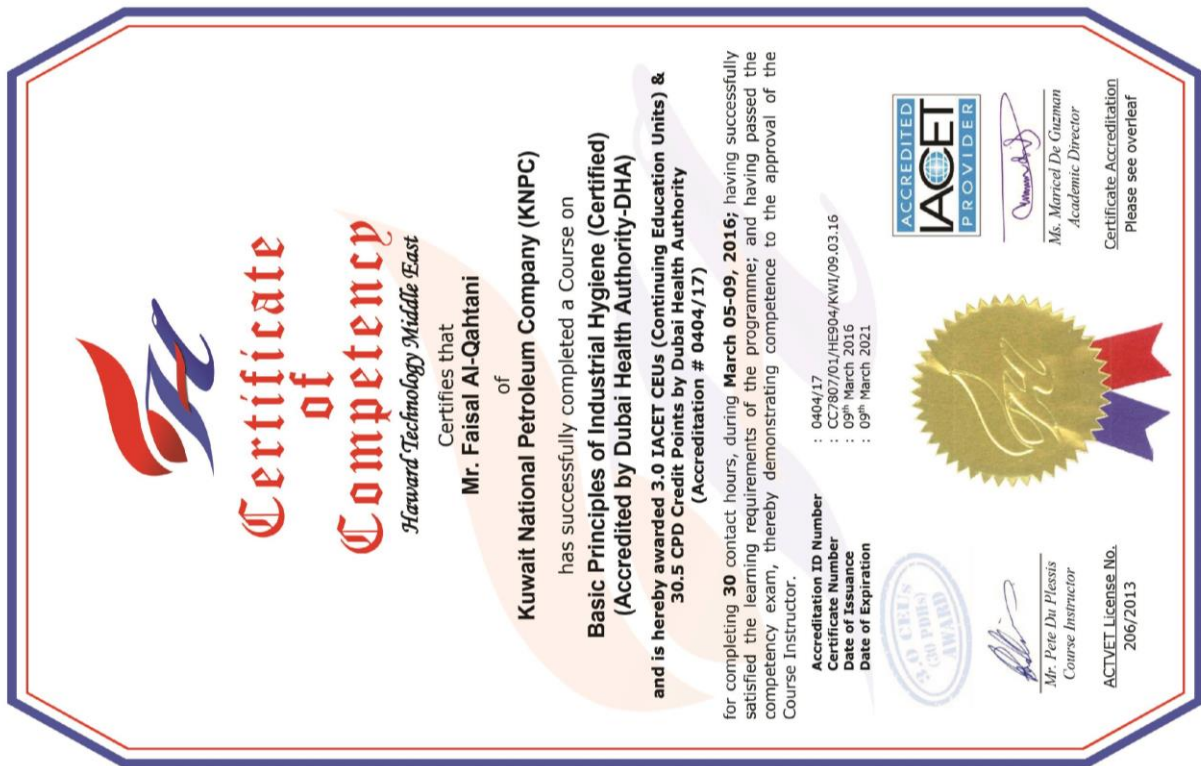 Certificate
of
Competency
Haward Technology Middle East
Certifies that
Mr. Faisal Al-Qahtani
of
Kuwait National Petroleum Company (KNPC)
has successfully completed a Course on
Basic Principles of Industrial Hygiene (Certified)
(Accredited by Dubai Health Authority-DHA)
and is hereby awarded 3.0 IACET CEUs (Continuing Education Units) &
30.5 CPD Credit Points by Dubai Health Authority
(Accreditation # 0404/17)
for completing 30 contact hours, during March 05-09, 2016; having successfully
satisfied the learning requirements of the programme; and having passed the
competency exam, thereby demonstrating competence to the approval of the
Course Instructor.
Accreditation ID Number : 0404/17
Certificate Number : CC7807/01/HE904/KWI/09.03.16
Date of Issuance : 09th March 2016
Date of Expiration : 09th March 2021
3.0 CEUs
(30 PDHs)
AWARD
ACCREDITED
IACET
PROVIDER
Mr. Pete Du Plessis
Course Instructor
Ms. Maricel De Guzman
Academic Director
ACTVET License No.
206/2013
Certificate Accreditation
Please see overleaf